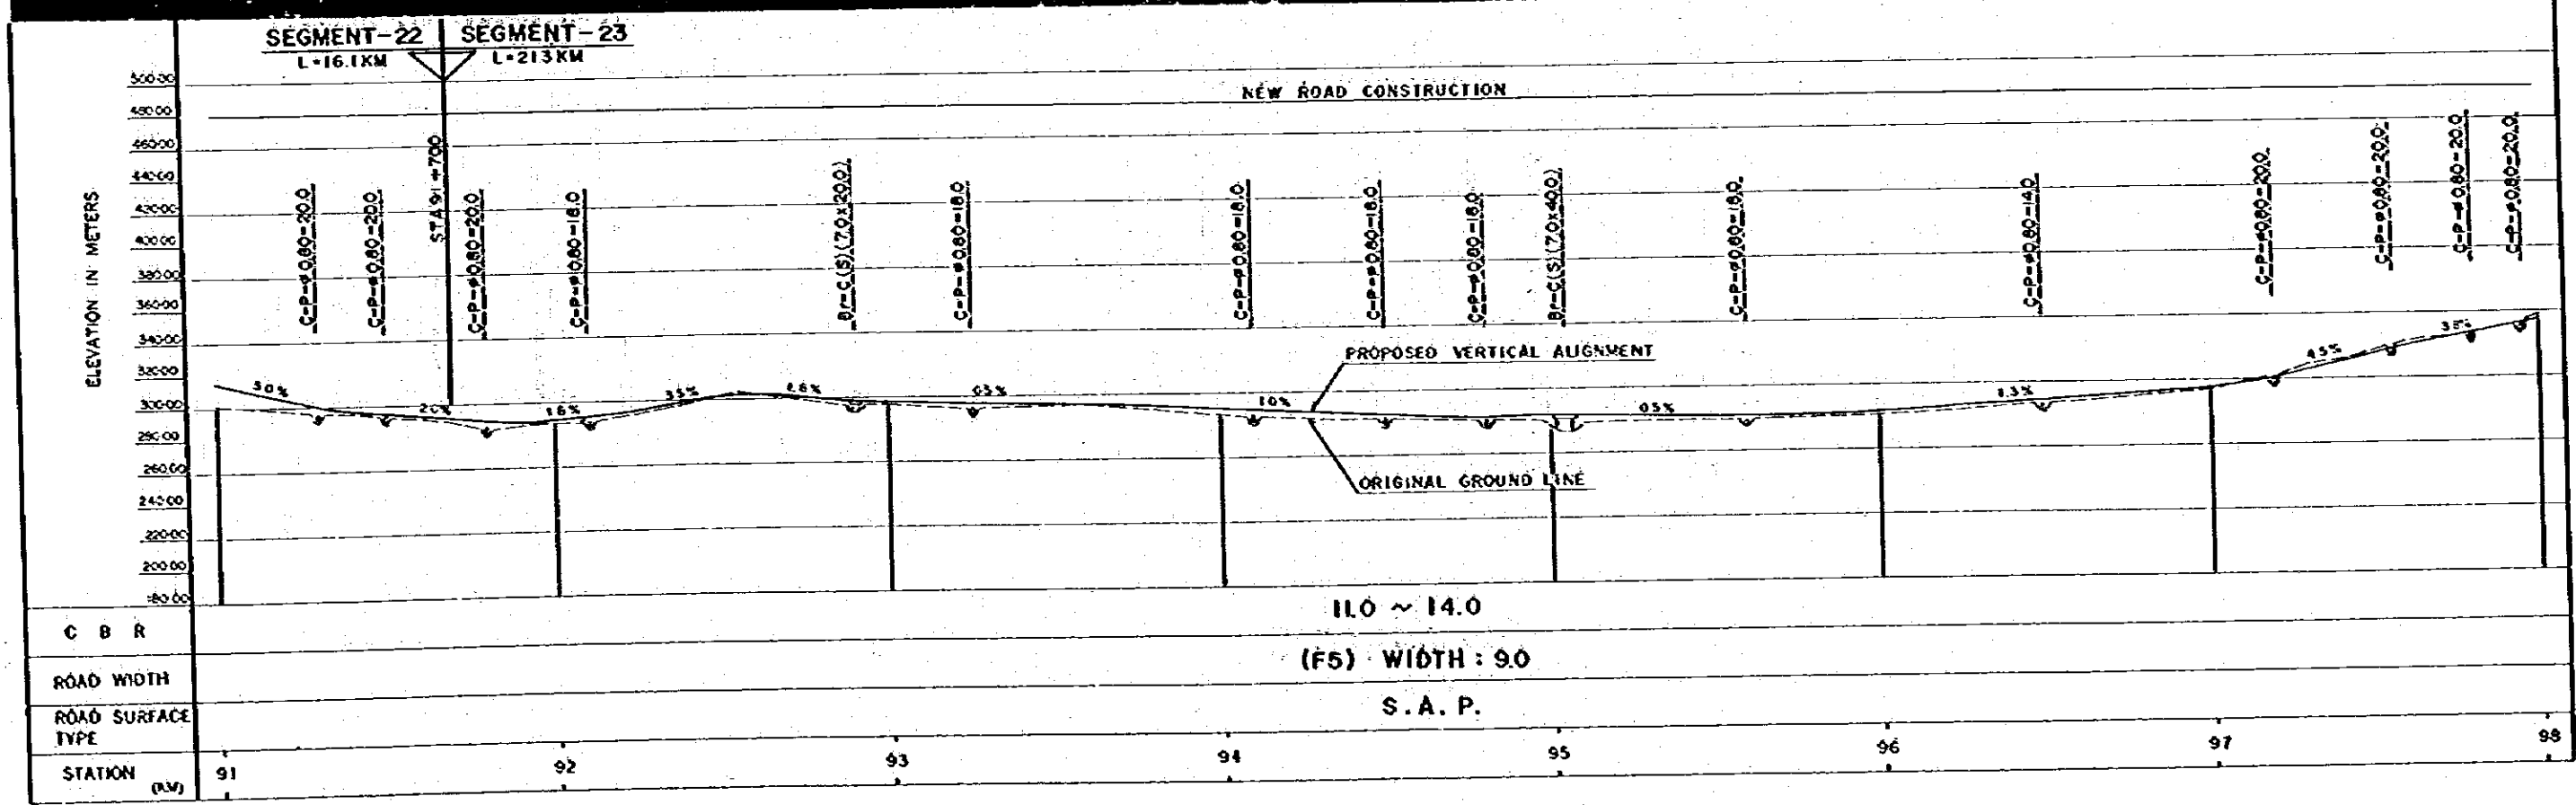 SEGMENT-22
SEGMENT-23
L=16.1KM
L=21.3KM
NEW ROAD CONSTRUCTION
ELEVATION IN METERS
500.00
480.00
460.00
440.00
420.00
400.00
380.00
360.00
340.00
320.00
300.00
280.00
260.00
240.00
220.00
200.00
180.00
C-P-ø0.80-20.0
C-P-ø0.80-20.0
STA 91+700
C-P-ø0.80-20.0
C-P-ø0.80-18.0
Br-C(S)(7.0x20.0)
C-P-ø0.80-18.0
C-P-ø0.80-18.0
C-P-ø0.80-18.0
C-P-ø0.80-18.0
Br-C(S)(7.0x40.0)
C-P-ø0.80-18.0
C-P-ø0.80-14.0
C-P-ø0.80-20.0
C-P-ø0.80-20.0
C-P-ø0.80-20.0
C-P-ø0.80-20.0
PROPOSED VERTICAL ALIGNMENT
5.0%
2.0%
1.6%
3.5%
0.5%
1.0%
0.5%
1.3%
4.5%
ORIGINAL GROUND LINE
C B R
11.0 ~ 14.0
ROAD WIDTH
(F5) WIDTH : 9.0
ROAD SURFACE TYPE
S.A.P.
STATION (KM)
91
92
93
94
95
96
97
98